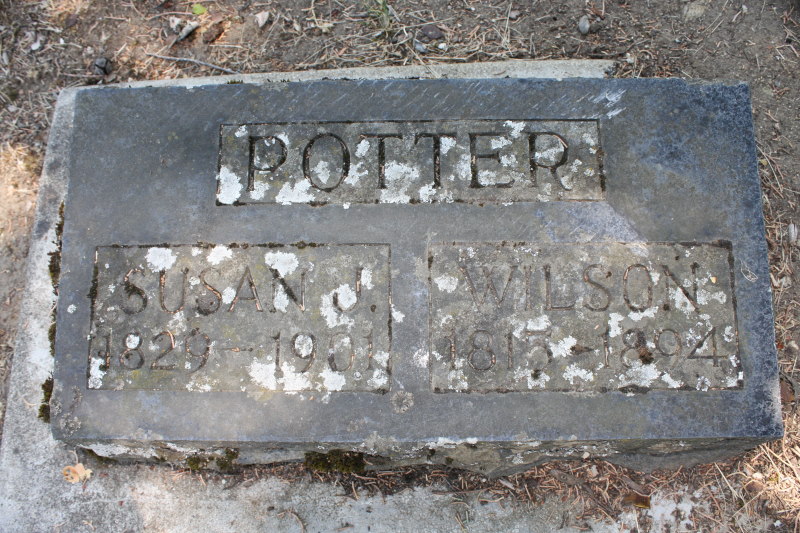 POTTER
SUSAN J.
1829-1901
WILSON
1815-1894